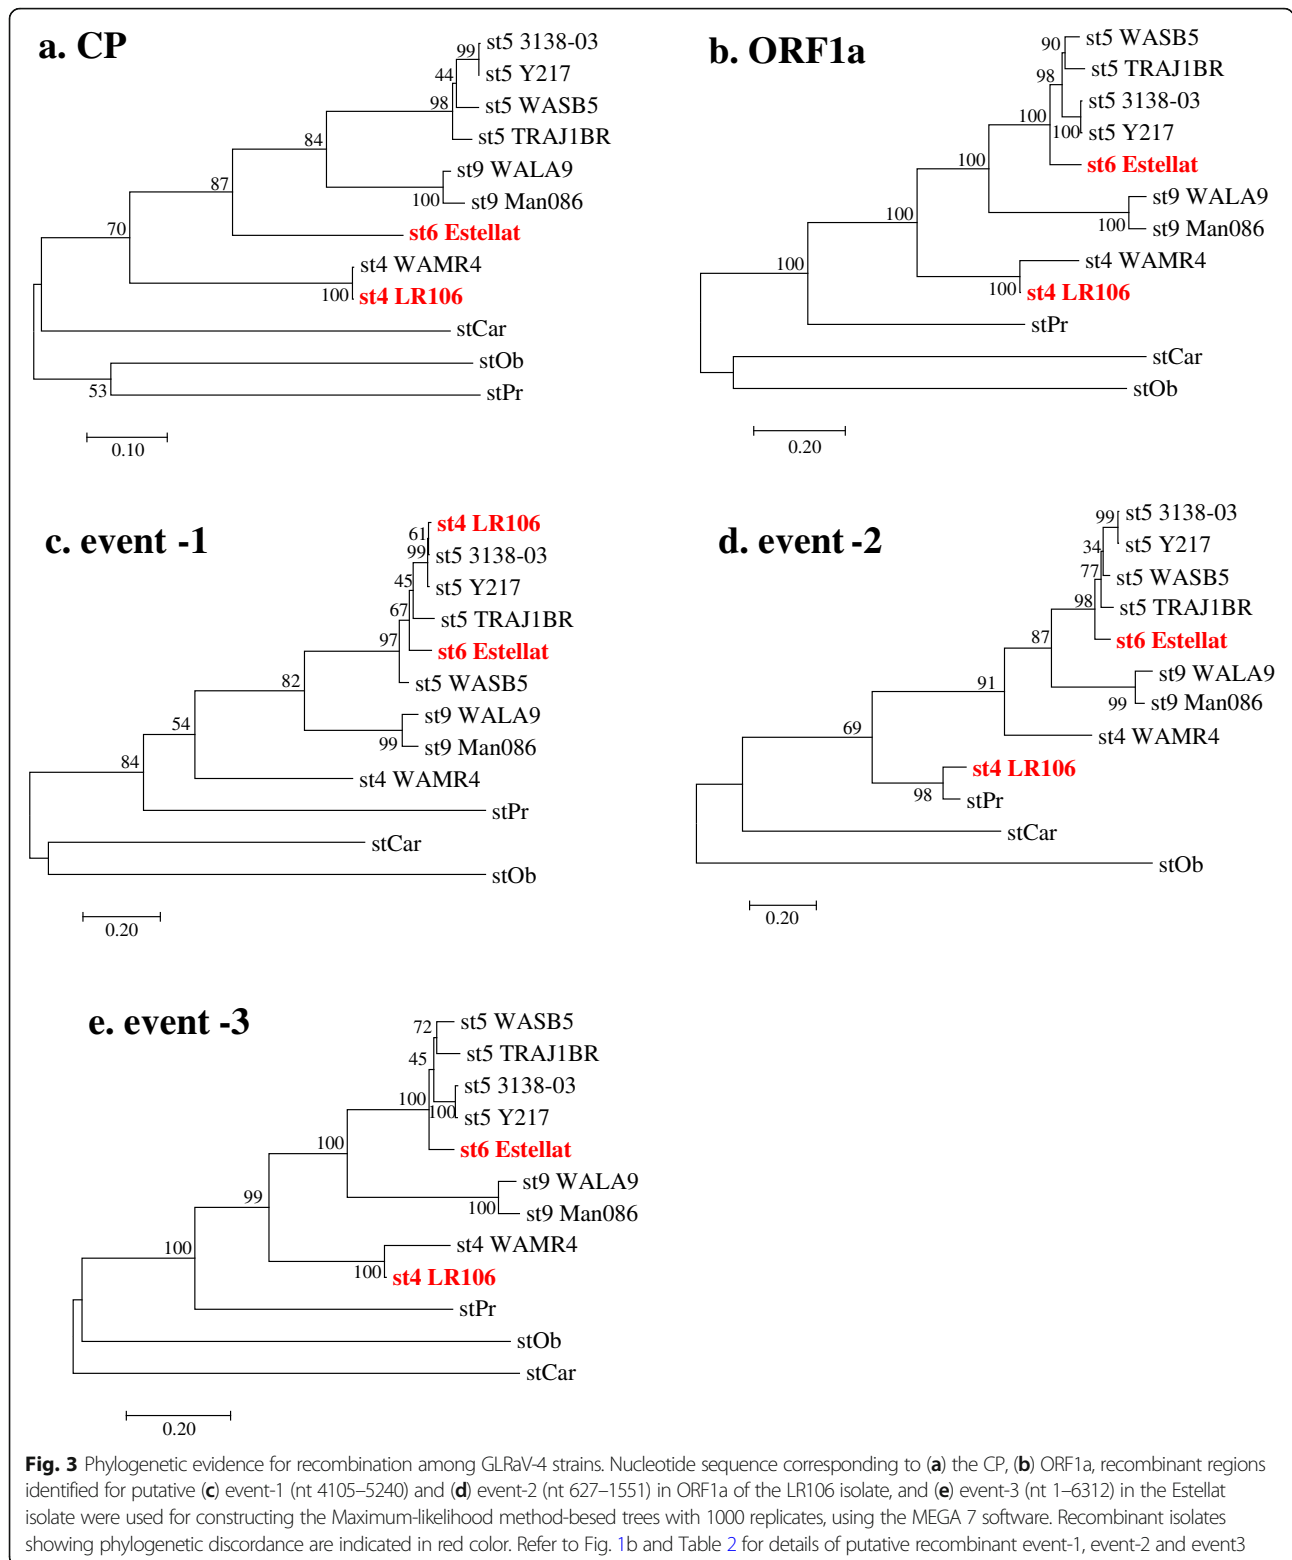 a. CP
99
st5 3138-03
44
st5 Y217
98
st5 WASB5
84
st5 TRAJ1BR
st9 WALA9
87
100
st9 Man086
70
st6 Estellat
st4 WAMR4
100
st4 LR106
stCar
stOb
53
stPr
0.10
b. ORF1a
90
st5 WASB5
98
st5 TRAJ1BR
st5 3138-03
100
100
st5 Y217
100
st6 Estellat
st9 WALA9
100
100
st9 Man086
st4 WAMR4
100
100
st4 LR106
stPr
stCar
stOb
0.20
c. event -1
st4 LR106
61
99
st5 3138-03
45
st5 Y217
67
st5 TRAJ1BR
97
st6 Estellat
82
st5 WASB5
st9 WALA9
54
99
st9 Man086
84
st4 WAMR4
stPr
stCar
stOb
0.20
d. event -2
99
st5 3138-03
34
st5 Y217
77
st5 WASB5
98
st5 TRAJ1BR
87
st6 Estellat
st9 WALA9
91
99
st9 Man086
69
st4 WAMR4
st4 LR106
98
stPr
stCar
stOb
0.20
e. event -3
72
st5 WASB5
45
st5 TRAJ1BR
st5 3138-03
100
100
st5 Y217
100
st6 Estellat
st9 WALA9
99
100
st9 Man086
100
st4 WAMR4
100
st4 LR106
stPr
stOb
stCar
0.20
Fig. 3 Phylogenetic evidence for recombination among GLRaV-4 strains. Nucleotide sequence corresponding to (a) the CP, (b) ORF1a, recombinant regions
identified for putative (c) event-1 (nt 4105–5240) and (d) event-2 (nt 627–1551) in ORF1a of the LR106 isolate, and (e) event-3 (nt 1–6312) in the Estellat
isolate were used for constructing the Maximum-likelihood method-besed trees with 1000 replicates, using the MEGA 7 software. Recombinant isolates
showing phylogenetic discordance are indicated in red color. Refer to Fig. 1b and Table 2 for details of putative recombinant event-1, event-2 and event3